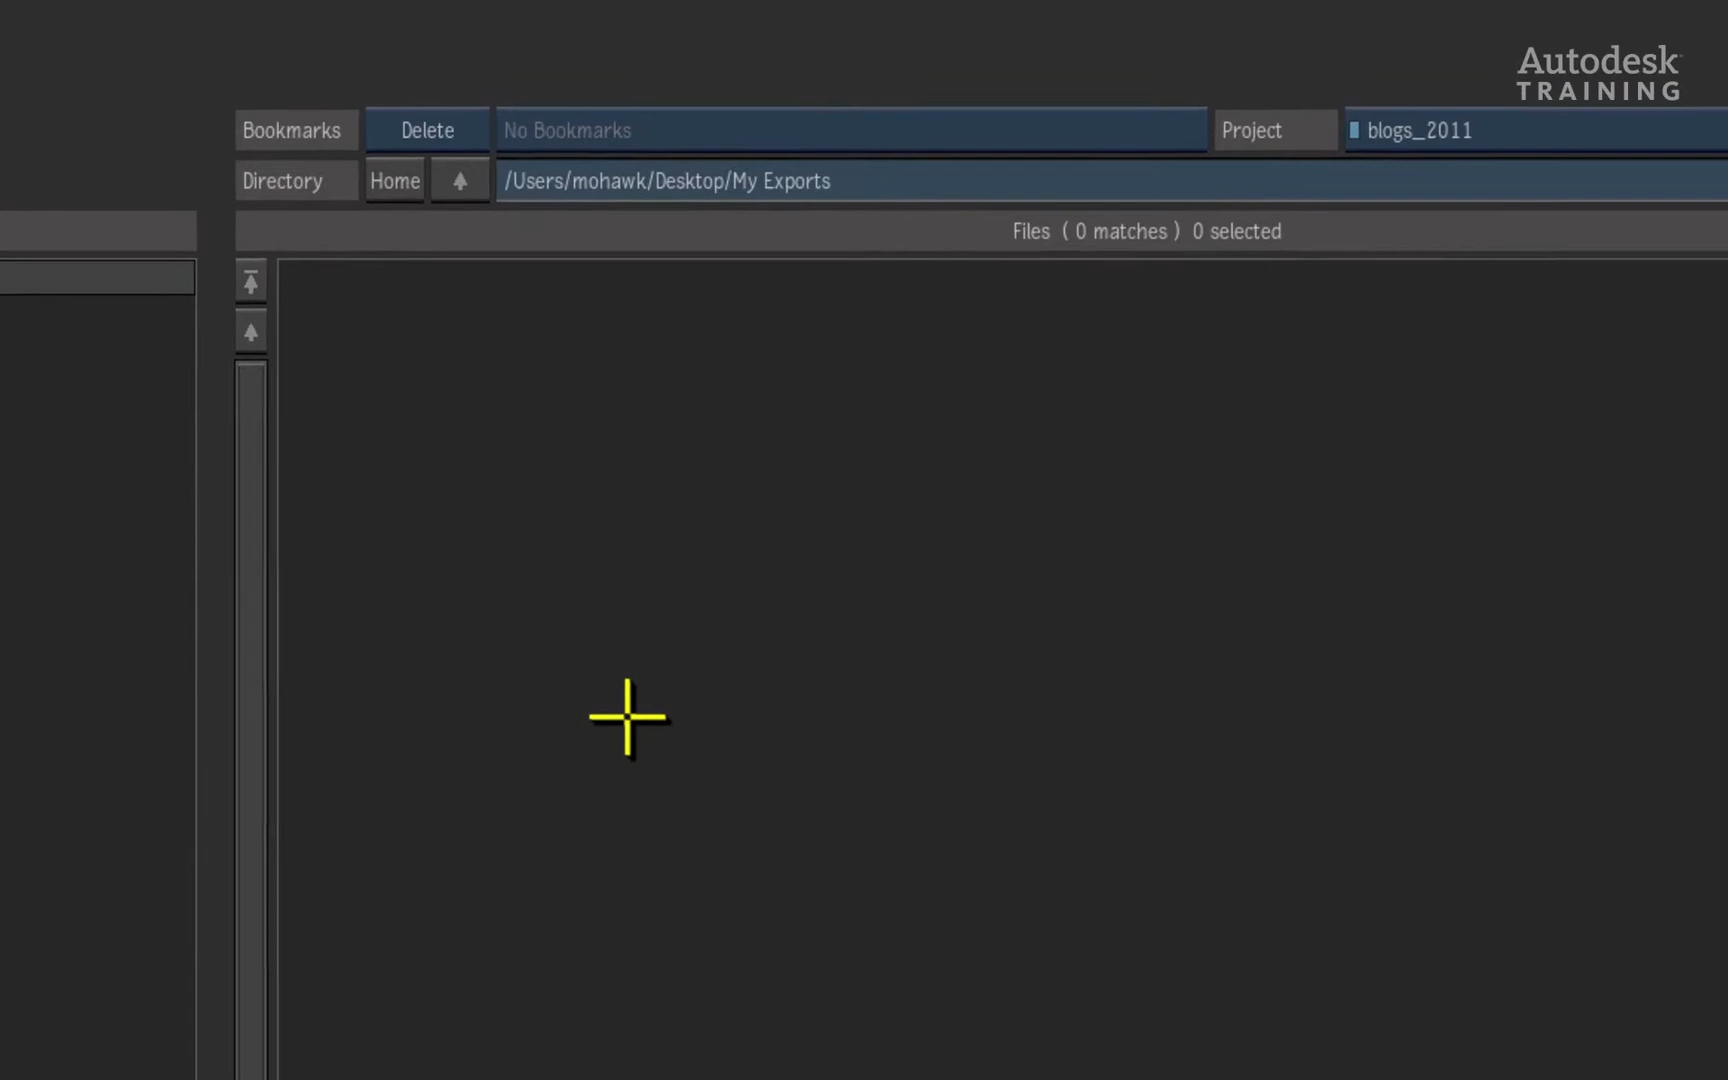 Autodesk
TRAINING
Bookmarks Delete No Bookmarks Project blogs_2011
Directory Home /Users/mohawk/Desktop/My Exports
Files ( 0 matches ) 0 selected